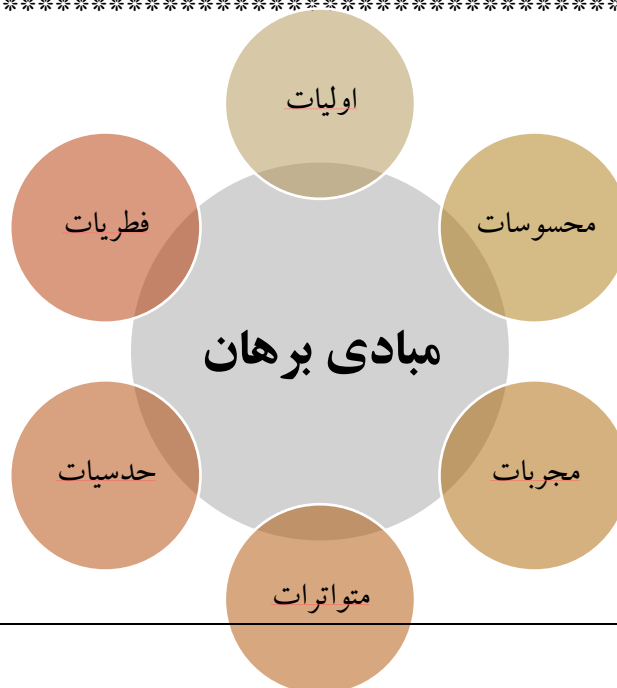 اولیات
محسوسات
فطریات
مبادی برهان
مجربات
حدسیات
متواترات